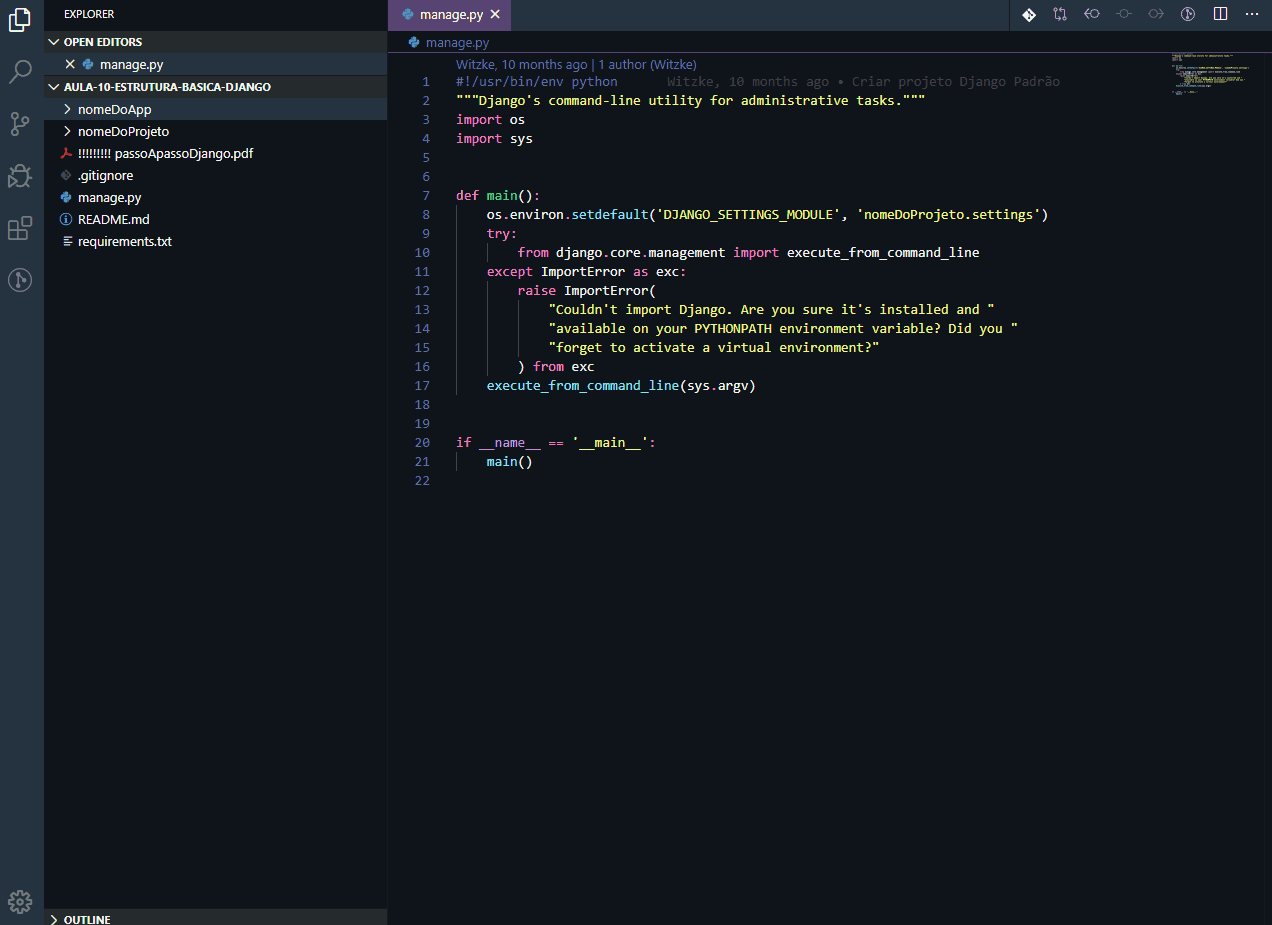 EXPLORER
OPEN EDITORS
manage.py
AULA-10-ESTRUTURA-BASICA-DJANGO
nomeDoApp
nomeDoProjeto
!!!!!!!!! passoApassoDjango.pdf
.gitignore
manage.py
README.md
requirements.txt
OUTLINE
manage.py
manage.py
Witzke, 10 months ago | 1 author (Witzke)
1 #!/usr/bin/env python Witzke, 10 months ago • Criar projeto Django Padrão
2 """Django's command-line utility for administrative tasks."""
3 import os
4 import sys
5
6
7 def main():
8     os.environ.setdefault('DJANGO_SETTINGS_MODULE', 'nomeDoProjeto.settings')
9     try:
10         from django.core.management import execute_from_command_line
11     except ImportError as exc:
12         raise ImportError(
13             "Couldn't import Django. Are you sure it's installed and "
14             "available on your PYTHONPATH environment variable? Did you "
15             "forget to activate a virtual environment?"
16         ) from exc
17     execute_from_command_line(sys.argv)
18
19
20 if __name__ == '__main__':
21     main()
22